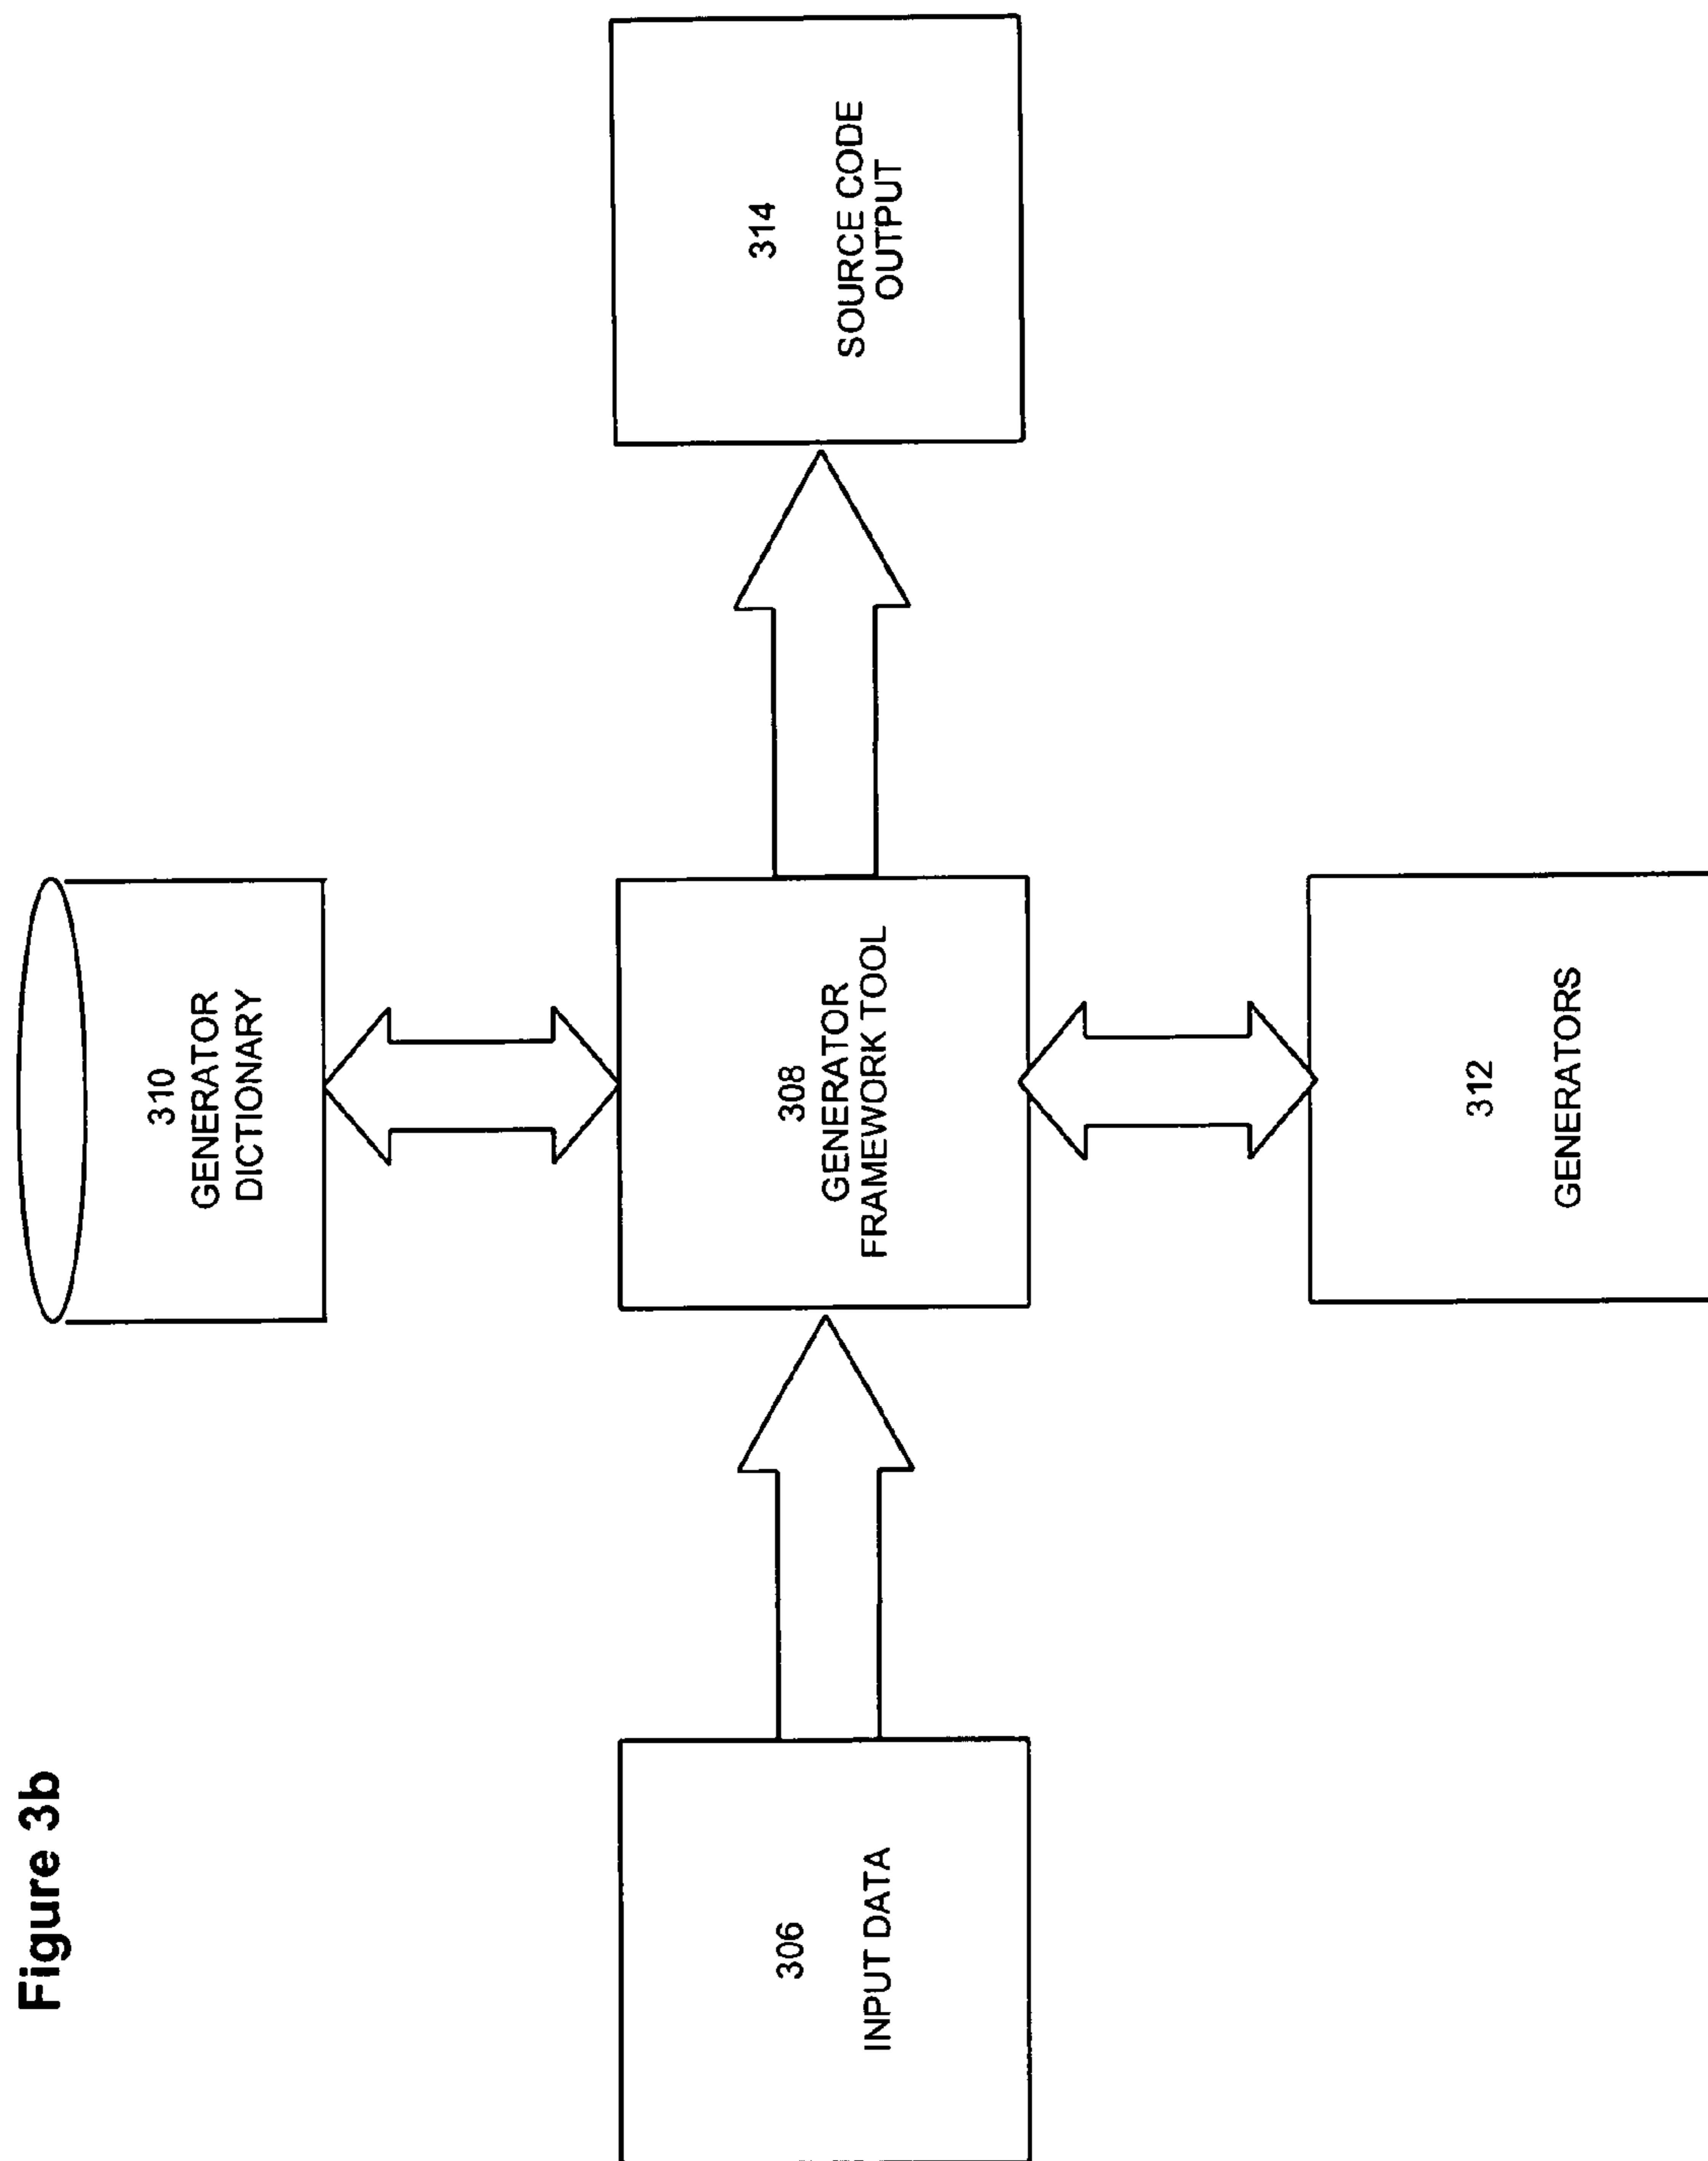 Figure 3b
310
GENERATOR
DICTIONARY
306
INPUT DATA
308
GENERATOR
FRAMEWORK TOOL
314
SOURCE CODE
OUTPUT
312
GENERATORS